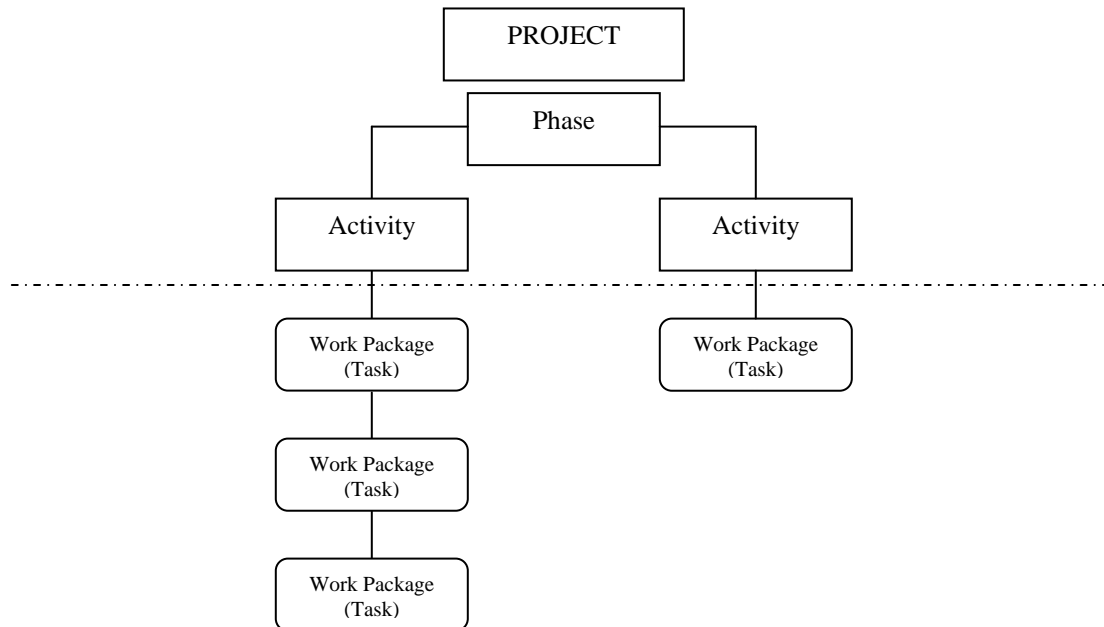 PROJECT
Phase
Activity
Activity
Work Package
(Task)
Work Package
(Task)
Work Package
(Task)
Work Package
(Task)